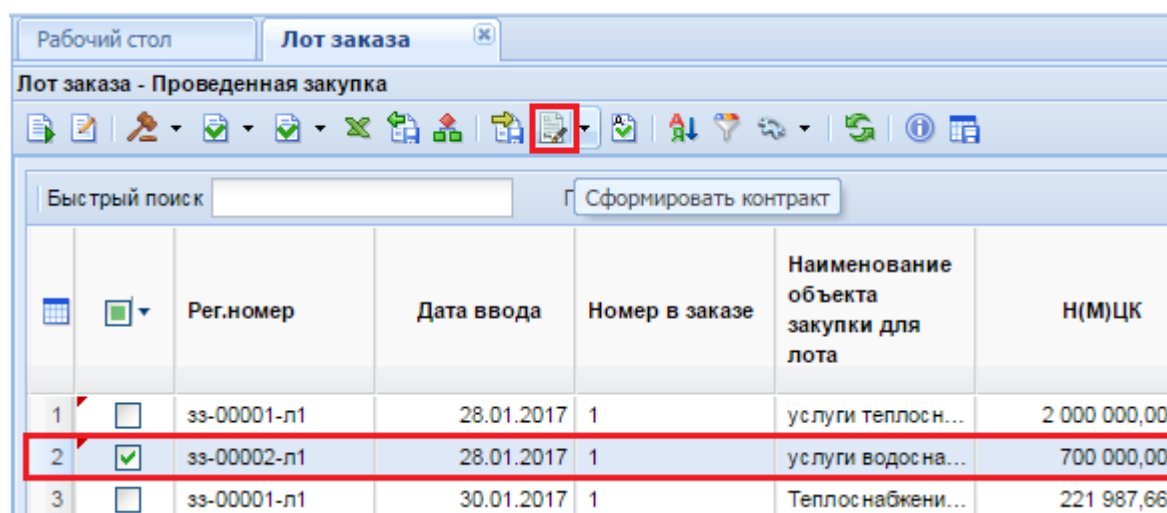 Рабочий стол
Лот заказа
Лот заказа - Проведенная закупка
Быстрый поиск
Сформировать контракт
Рег.номер
Дата ввода
Номер в заказе
Наименование
объекта
закупки для
лота
Н(М)ЦК
1 зз-00001-л1 28.01.2017 1 услуги теплосн... 2 000 000,00
2 зз-00002-л1 28.01.2017 1 услуги водосна... 700 000,00
3 зз-00001-л1 30.01.2017 1 Теплоснабжени... 221 987,66